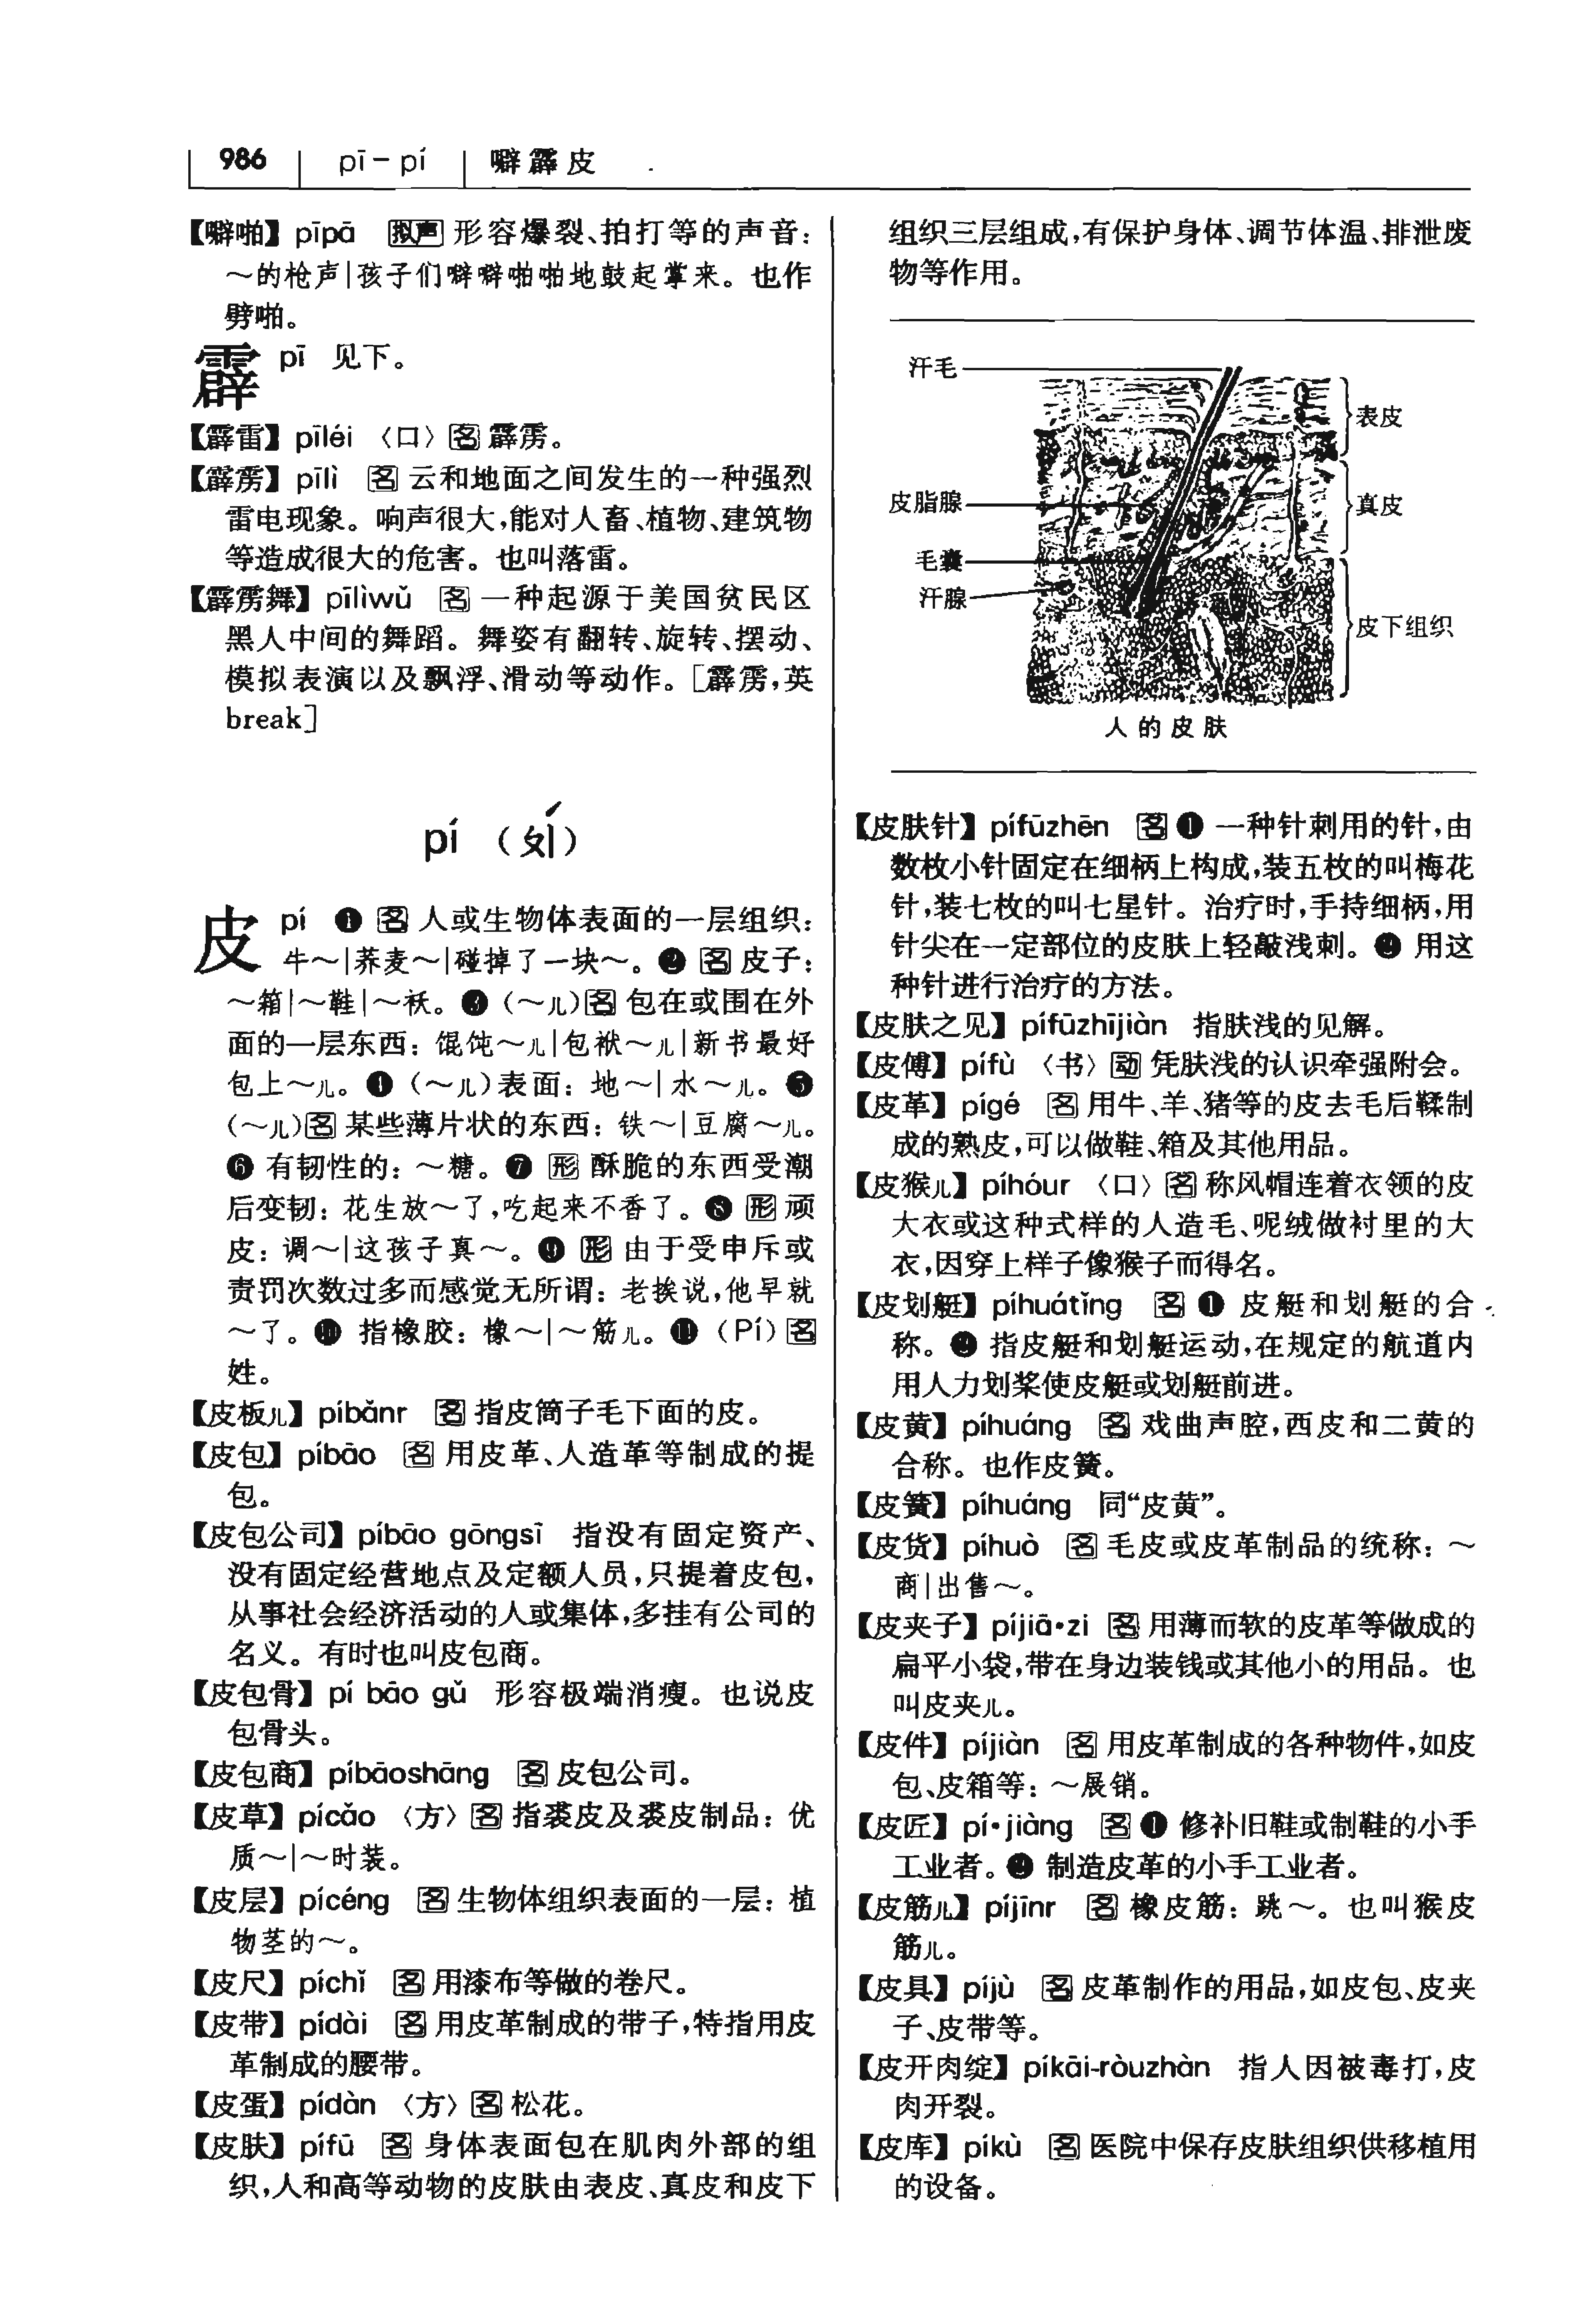 986 pī－pí 噼霹皮
【噼啪】pīpā 拟声 形容爆裂、拍打等的声音：
～的枪声|孩子们噼噼啪啪地鼓起掌来。也作
劈啪。
霹 pī 见下。
【霹雷】pīléi 〈口〉名 霹雳。
【霹雳】pīlì 名 云和地面之间发生的一种强烈
雷电现象。响声很大，能对人畜、植物、建筑物
等造成很大的危害。也叫落雷。
【霹雳舞】pīlìwǔ 名 一种起源于美国贫民区
黑人中间的舞蹈。舞姿有翻转、旋转、摆动、
模拟表演以及飘浮、滑动等动作。[霹雳，英
break]
pí （ㄆㄧˊ）
皮 pí ❶ 名 人或生物体表面的一层组织：
牛～|荞麦～|碰掉了一块～。❷ 名 皮子：
～箱|～鞋|～袄。❸（～儿）名 包在或围在外
面的一层东西：馄饨～儿|包袱～儿|新书最好
包上～儿。❹（～儿）表面：地～|水～儿。❺
（～儿）名 某些薄片状的东西：铁～|豆腐～儿。
❻ 有韧性的：～糖。❼ 形 酥脆的东西受潮
后变韧：花生放～了，吃起来不香了。❽ 形 顽
皮：调～|这孩子真～。❾ 形 由于受申斥或
责罚次数过多而感觉无所谓：老挨说，他早就
～了。❿ 指橡胶：橡～|～筋儿。⓫（Pí）名
姓。
【皮板儿】píbǎnr 名 指皮筒子毛下面的皮。
【皮包】píbāo 名 用皮革、人造革等制成的提
包。
【皮包公司】píbāo gōngsī 指没有固定资产、
没有固定经营地点及定额人员，只提着皮包，
从事社会经济活动的人或集体，多挂有公司的
名义。有时也叫皮包商。
【皮包骨】pí bāo gǔ 形容极端消瘦。也说皮
包骨头。
【皮包商】píbāoshāng 名 皮包公司。
【皮草】pícǎo 〈方〉名 指裘皮及裘皮制品：优
质～|～时装。
【皮层】pícéng 名 生物体组织表面的一层：植
物茎的～。
【皮尺】píchǐ 名 用漆布等做的卷尺。
【皮带】pídài 名 用皮革制成的带子，特指用皮
革制成的腰带。
【皮蛋】pídàn 〈方〉名 松花。
【皮肤】pífū 名 身体表面包在肌肉外部的组
织，人和高等动物的皮肤由表皮、真皮和皮下
组织三层组成，有保护身体、调节体温、排泄废
物等作用。
汗毛
表皮
皮脂腺
真皮
毛囊
汗腺
皮下组织
人的皮肤
【皮肤针】pífūzhēn 名 ❶ 一种针刺用的针，由
数枚小针固定在细柄上构成，装五枚的叫梅花
针，装七枚的叫七星针。治疗时，手持细柄，用
针尖在一定部位的皮肤上轻敲浅刺。❷ 用这
种针进行治疗的方法。
【皮肤之见】pífūzhījiàn 指肤浅的见解。
【皮傅】pífù 〈书〉动 凭肤浅的认识牵强附会。
【皮革】pígé 名 用牛、羊、猪等的皮去毛后鞣制
成的熟皮，可以做鞋、箱及其他用品。
【皮猴儿】píhóur 〈口〉名 称风帽连着衣领的皮
大衣或这种式样的人造毛、呢绒做衬里的大
衣，因穿上样子像猴子而得名。
【皮划艇】píhuátǐng 名 ❶ 皮艇和划艇的合
称。❷ 指皮艇和划艇运动，在规定的航道内
用人力划桨使皮艇或划艇前进。
【皮黄】píhuáng 名 戏曲声腔，西皮和二黄的
合称。也作皮簧。
【皮簧】píhuáng 同“皮黄”。
【皮货】píhuò 名 毛皮或皮革制品的统称：～
商|出售～。
【皮夹子】píjiā·zi 名 用薄而软的皮革等做成的
扁平小袋，带在身边装钱或其他小的用品。也
叫皮夹儿。
【皮件】píjiàn 名 用皮革制成的各种物件，如皮
包、皮箱等：～展销。
【皮匠】pí·jiàng 名 ❶ 修补旧鞋或制鞋的小手
工业者。❷ 制造皮革的小手工业者。
【皮筋儿】píjīnr 名 橡皮筋：跳～。也叫猴皮
筋儿。
【皮具】píjù 名 皮革制作的用品，如皮包、皮夹
子、皮带等。
【皮开肉绽】píkāi-ròuzhàn 指人因被毒打，皮
肉开裂。
【皮库】píkù 名 医院中保存皮肤组织供移植用
的设备。